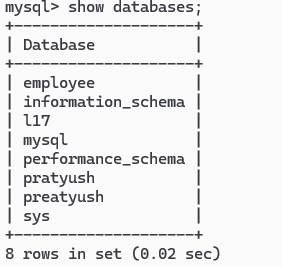 mysql> show databases;
+--------------------+
| Database           |
+--------------------+
| employee           |
| information_schema |
| l17                |
| mysql              |
| performance_schema |
| pratyush           |
| preatyush          |
| sys                |
+--------------------+
8 rows in set (0.02 sec)